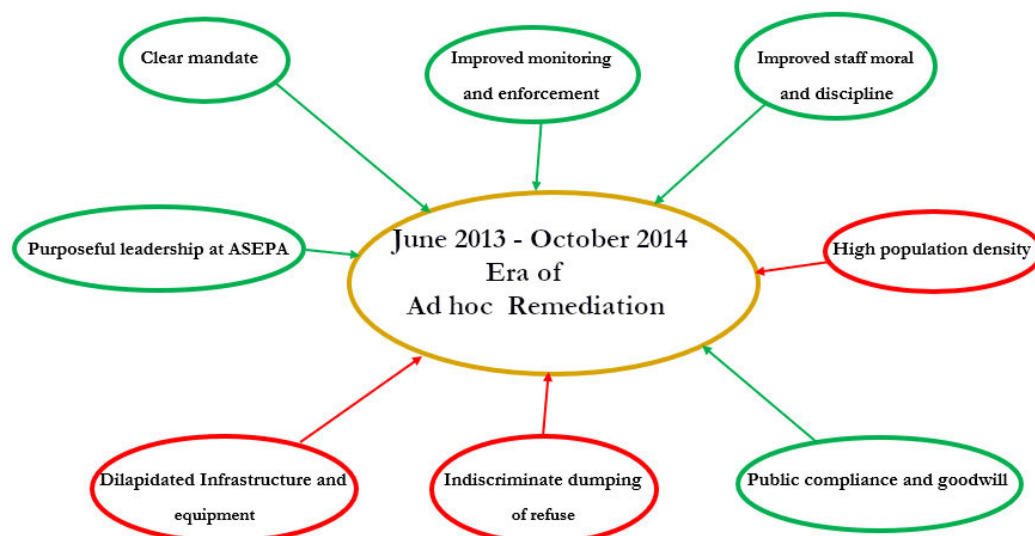 Clear mandate
Improved monitoring
and enforcement
Improved staff moral
and discipline
Purposeful leadership at ASEPA
June 2013 - October 2014
Era of
Ad hoc Remediation
High population density
Dilapidated Infrastructure and
equipment
Indiscriminate dumping
of refuse
Public compliance and goodwill